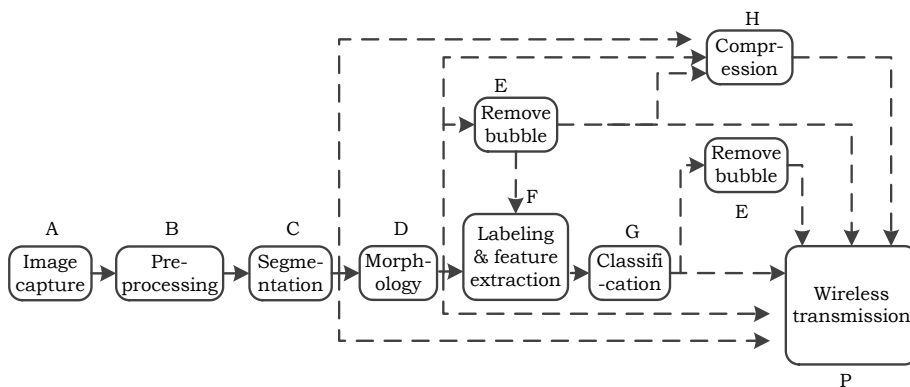 H
Compr-
ession
E
Remove
bubble
Remove
bubble
E
A
Image
capture
B
Pre-
processing
C
Segme-
ntation
D
Morph-
ology
F
Labeling
& feature
extraction
G
Classifi
-cation
Wireless
transmission
P